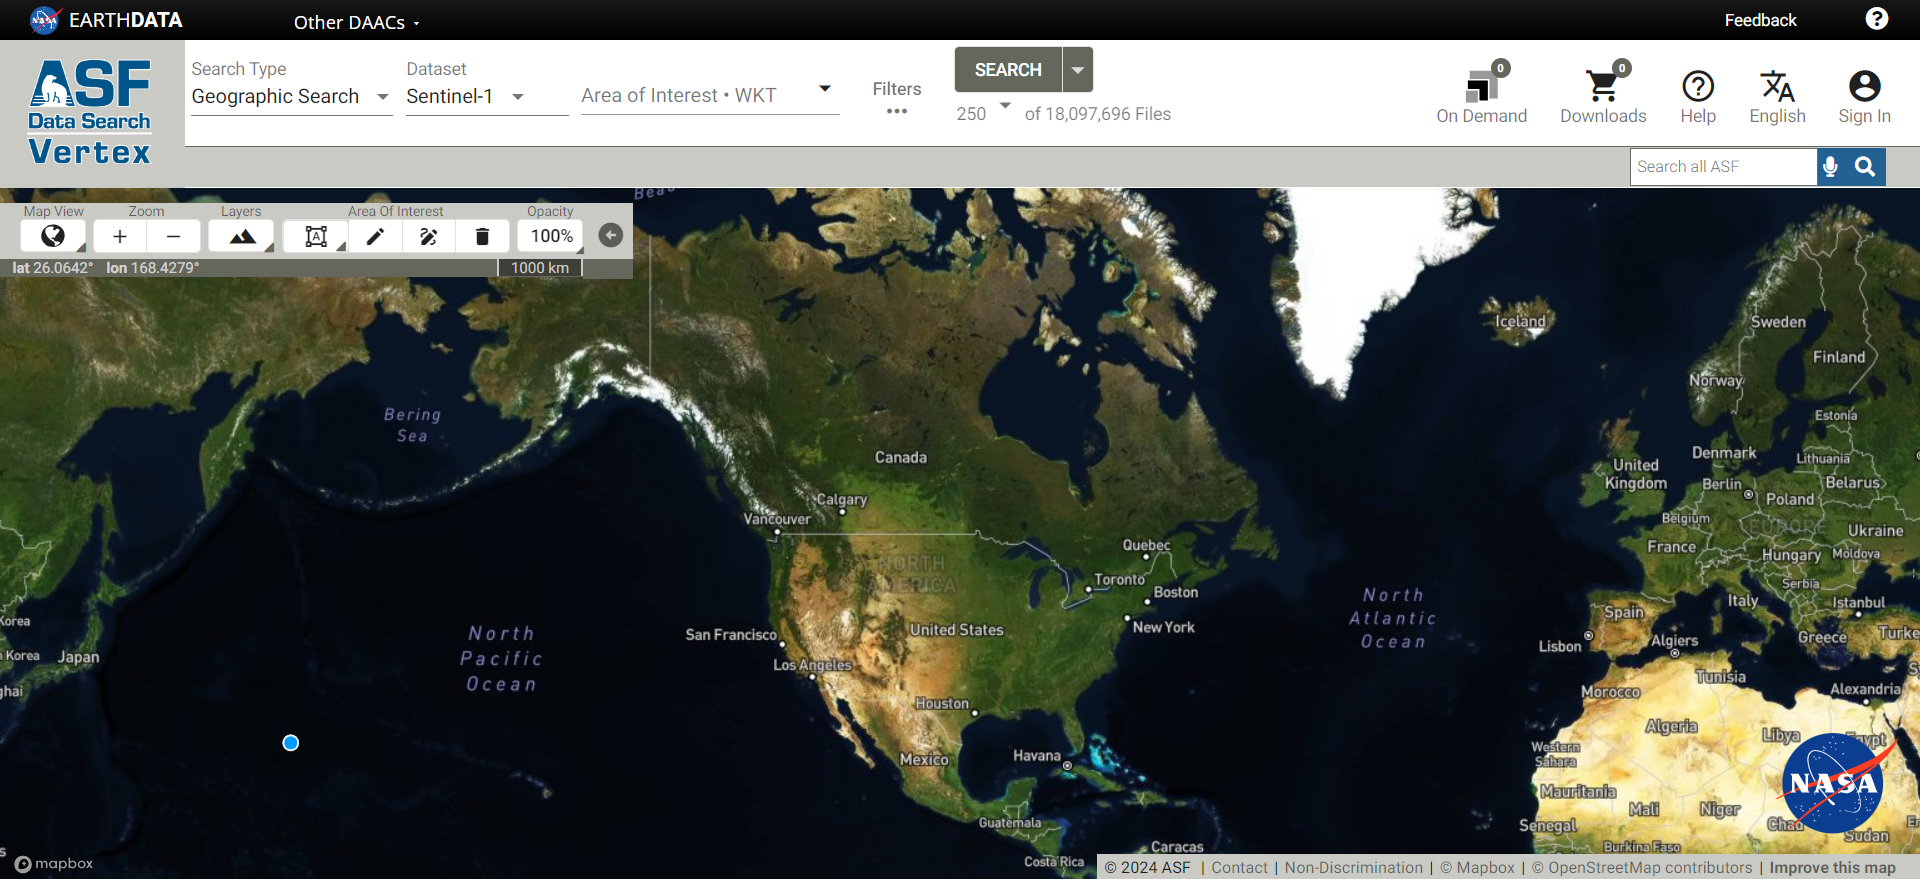 EARTHDATA
Other DAACs
Feedback
ASF
Data Search
Vertex
Search Type
Geographic Search
Dataset
Sentinel-1
Area of Interest • WKT
Filters
SEARCH
250 of 18,097,696 Files
0
On Demand
0
Downloads
Help
English
Sign In
Search all ASF
Map View
Zoom
Layers
Area Of Interest
Opacity
A
100%
lat 26.0642° lon 168.4279°
1000 km
Iceland
Sweden
Finland
Norway
Estonia
Bering
Sea
Canada
Denmark
Lithuania
United
Kingdom
Berlin
Belarus
Poland
Calgary
Vancouver
Belgium
EUROPE
Ukraine
France
Hungary
Moldova
Quebec
NORTH
AMERICA
Toronto
Boston
Serbia
North
Atlantic
Ocean
Italy
Istanbul
Spain
New York
United States
San Francisco
North
Pacific
Ocean
Lisbon
Algiers
Greece
Turke
Korea
Korea
Japan
Los Angeles
Tunisia
Morocco
Alexandria
ghai
Houston
Algeria
Libya
Egypt
Havana
Mexico
Western
Sahara
NASA
Mauritania
Mali
Niger
Chad
Sudan
Guatemala
Senegal
Burkina Faso
Caracas
Costa Rica
mapbox
© 2024 ASF | Contact | Non-Discrimination | © Mapbox | © OpenStreetMap contributors | Improve this map